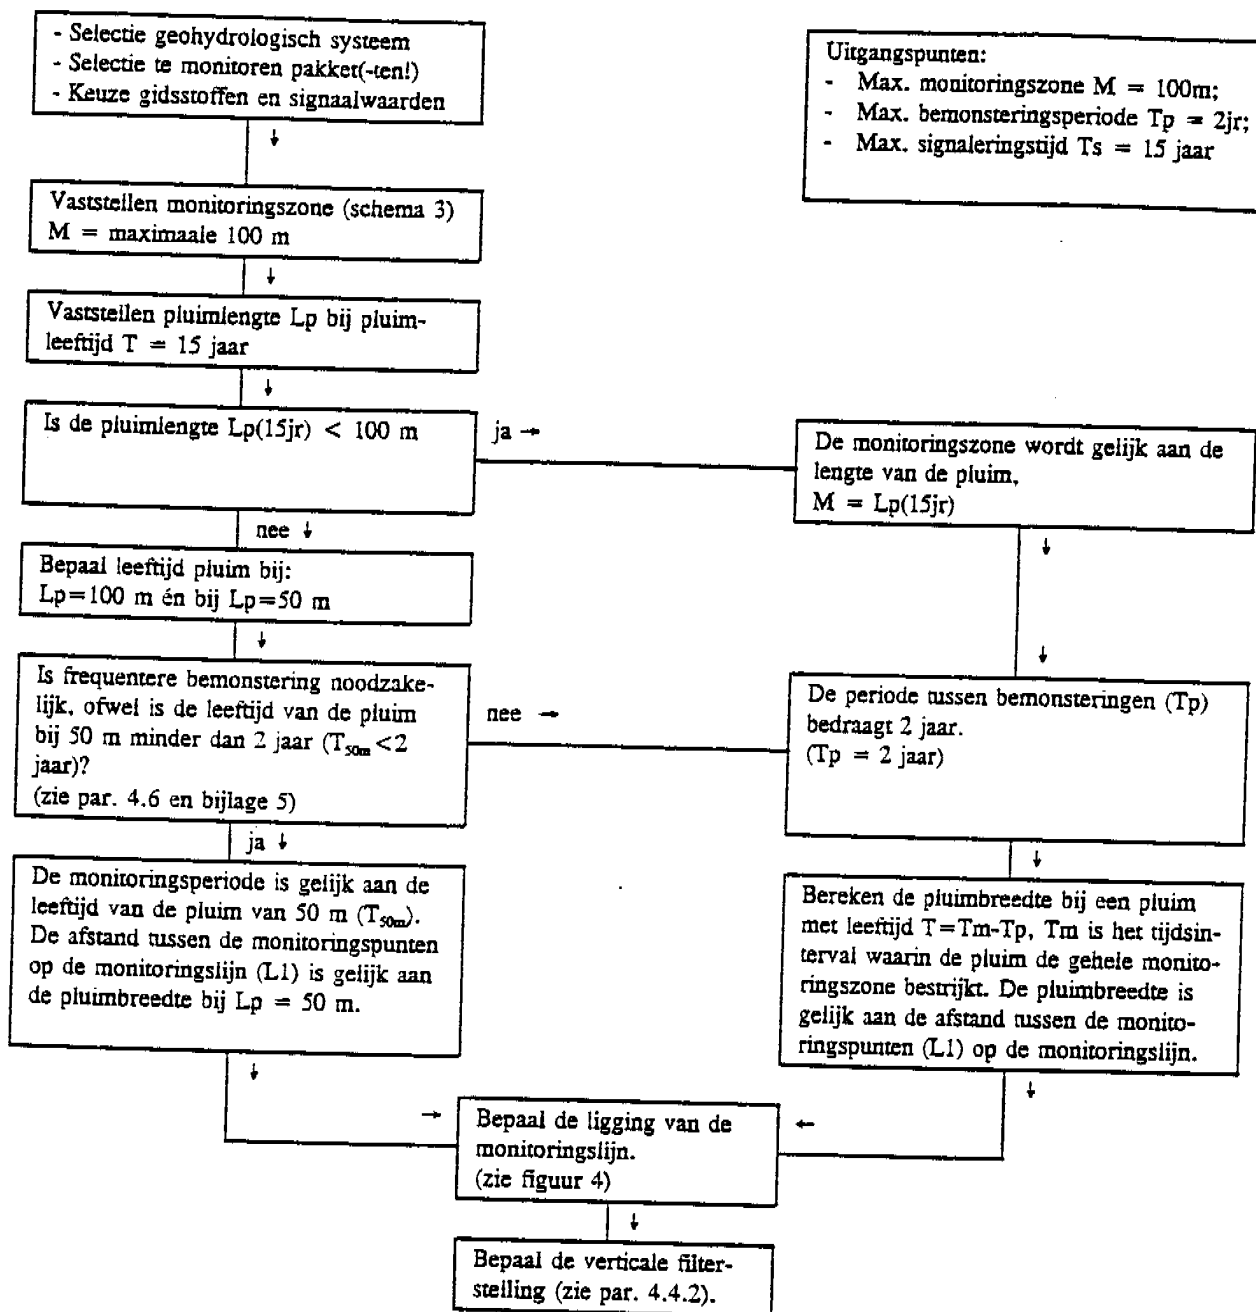 - Selectie geohydrologisch systeem
- Selectie te monitoren pakket(-ten!)
- Keuze gidsstoffen en signaalwaarden
Uitgangspunten:
- Max. monitoringszone M = 100m;
- Max. bemonsteringsperiode Tp = 2jr;
- Max. signaleringstijd Ts = 15 jaar
↓
Vaststellen monitoringszone (schema 3)
M = maximaale 100 m
↓
Vaststellen pluimlengte Lp bij pluim-
leeftijd T = 15 jaar
↓
Is de pluimlengte Lp(15jr) < 100 m
ja →
De monitoringszone wordt gelijk aan de
lengte van de pluim,
M = Lp(15jr)
nee ↓
↓
Bepaal leeftijd pluim bij:
Lp=100 m én bij Lp=50 m
↓
↓
Is frequentere bemonstering noodzake-
lijk, ofwel is de leeftijd van de pluim
bij 50 m minder dan 2 jaar (T50m<2
jaar)?
(zie par. 4.6 en bijlage 5)
nee →
De periode tussen bemonsteringen (Tp)
bedraagt 2 jaar.
(Tp = 2 jaar)
ja ↓
↓
De monitoringsperiode is gelijk aan de
leeftijd van de pluim van 50 m (T50m).
De afstand tussen de monitoringspunten
op de monitoringslijn (L1) is gelijk aan
de pluimbreedte bij Lp = 50 m.
Bereken de pluimbreedte bij een pluim
met leeftijd T=Tm-Tp, Tm is het tijdsin-
terval waarin de pluim de gehele monito-
ringszone bestrijkt. De pluimbreedte is
gelijk aan de afstand tussen de monito-
ringspunten (L1) op de monitoringslijn.
↓
↓
→
Bepaal de ligging van de
monitoringslijn.
(zie figuur 4)
←
↓
Bepaal de verticale filter-
stelling (zie par. 4.4.2).